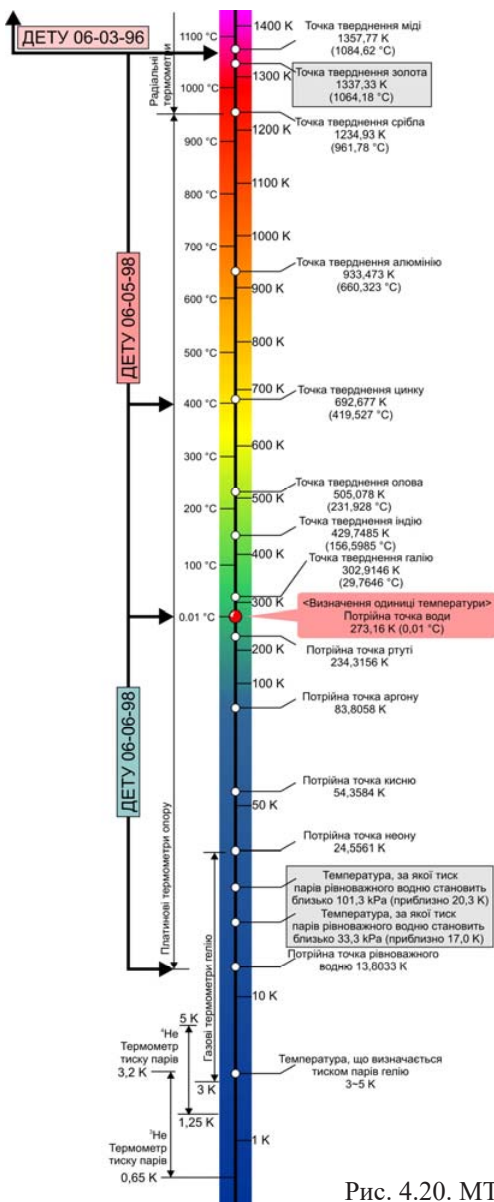 ДЕТУ 06-03-96
1400 K
1100 °C
Точка тверднення міді
1357,77 K
(1084,62 °C)
Радіальні
термометри
1300 K
1000 °C
Точка тверднення золота
1337,33 K
(1064,18 °C)
Точка тверднення срібла
1234,93 K
(961,78 °C)
1200 K
900 °C
1100 K
800 °C
1000 K
700 °C
Точка тверднення алюмінію
933,473 K
(660,323 °C)
900 K
600 °C
ДЕТУ 06-05-98
800 K
500 °C
700 K
400 °C
Точка тверднення цинку
692,677 K
(419,527 °C)
600 K
300 °C
Точка тверднення олова
505,078 K
(231,928 °C)
500 K
200 °C
Точка тверднення індію
429,7485 K
(156,5985 °C)
400 K
100 °C
Точка тверднення галію
302,9146 K
(29,7646 °C)
300 K
0.01 °C
<Визначення одиниці температури>
Потрійна точка води
273,16 K (0,01 °C)
200 K
Потрійна точка ртуті
234,3156 K
100 K
ДЕТУ 06-06-98
Потрійна точка аргону
83,8058 K
Потрійна точка кисню
54,3584 K
50 K
Платинові термометри опору
Потрійна точка неону
24,5561 K
Температура, за якої тиск
парів рівноважного водню становить
близько 101,3 kPa (приблизно 20,3 K)
Температура, за якої тиск
парів рівноважного водню становить
близько 33,3 kPa (приблизно 17,0 K)
Потрійна точка рівноважного
водню 13,8033 K
10 K
Газові термометри гелію
5 K
⁴He
Термометр
тиску парів
3,2 K
Температура, що визначається
тиском парів гелію
3~5 K
3 K
1,25 K
³He
Термометр
тиску парів
1 K
0,65 K
Рис. 4.20. МТ